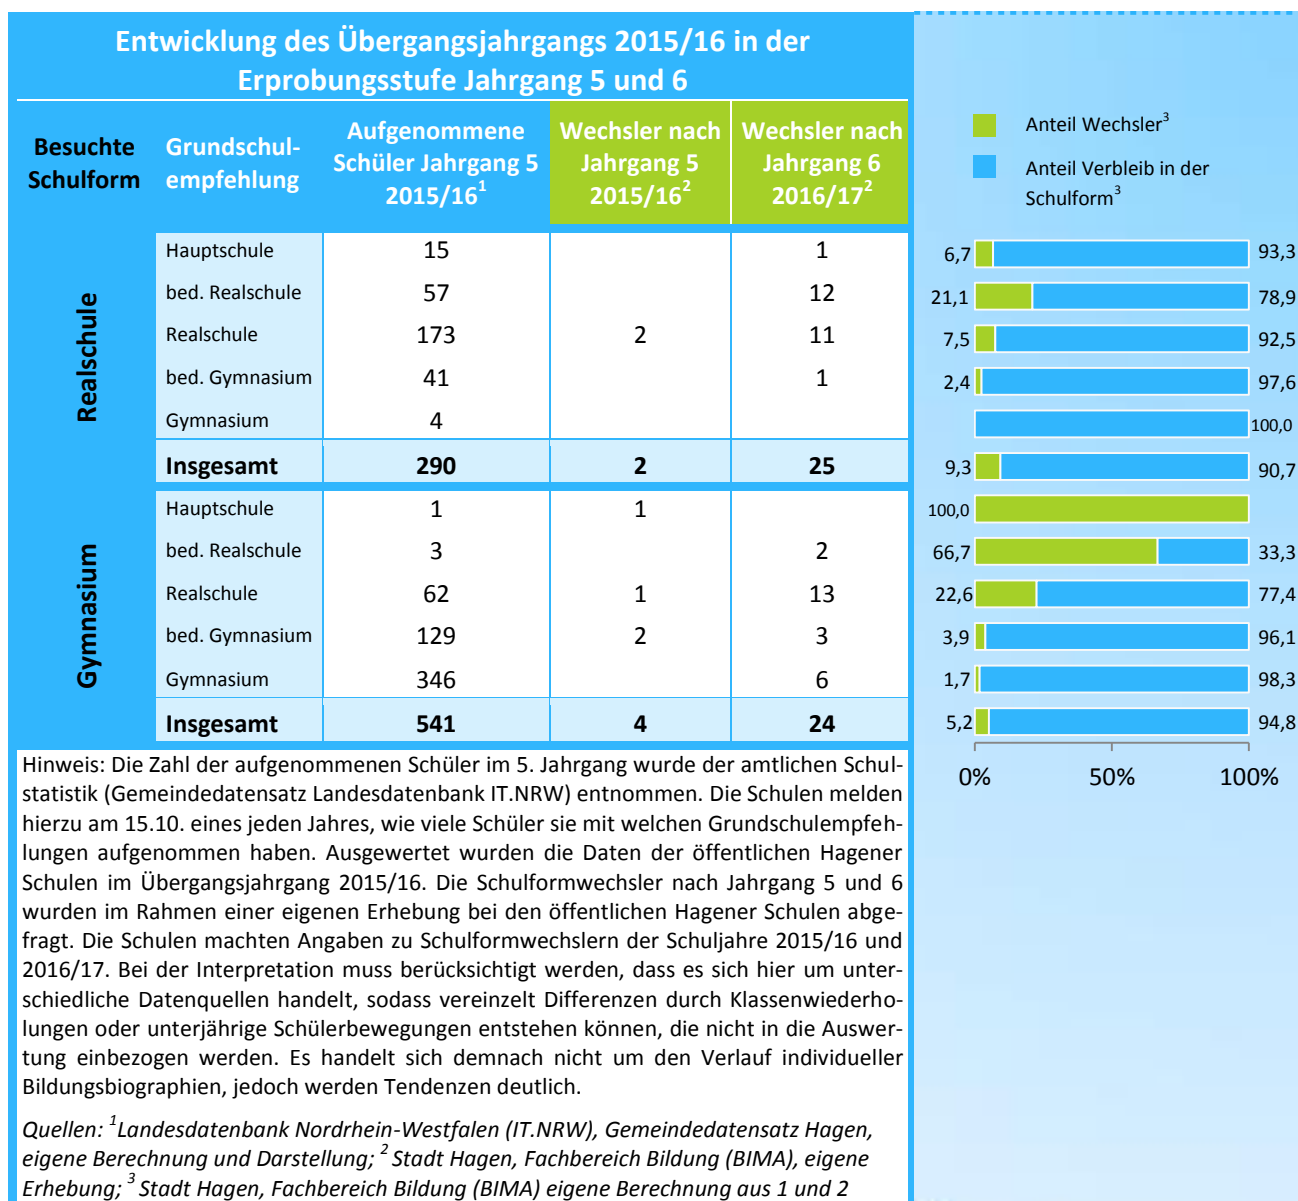 Entwicklung des Übergangsjahrgangs 2015/16 in der
Erprobungsstufe Jahrgang 5 und 6
Besuchte Schulform
Grundschul-empfehlung
Aufgenommene Schüler Jahrgang 5 2015/16¹
Wechsler nach Jahrgang 5 2015/16²
Wechsler nach Jahrgang 6 2016/17²
Anteil Wechsler³
Anteil Verbleib in der
Schulform³
Realschule
Hauptschule 15 1 6,7 93,3
bed. Realschule 57 12 21,1 78,9
Realschule 173 2 11 7,5 92,5
bed. Gymnasium 41 1 2,4 97,6
Gymnasium 4 100,0
Insgesamt 290 2 25 9,3 90,7
Gymnasium
Hauptschule 1 1 100,0
bed. Realschule 3 2 66,7 33,3
Realschule 62 1 13 22,6 77,4
bed. Gymnasium 129 2 3 3,9 96,1
Gymnasium 346 6 1,7 98,3
Insgesamt 541 4 24 5,2 94,8
0% 50% 100%
Hinweis: Die Zahl der aufgenommenen Schüler im 5. Jahrgang wurde der amtlichen Schul-
statistik (Gemeindedatensatz Landesdatenbank IT.NRW) entnommen. Die Schulen melden
hierzu am 15.10. eines jeden Jahres, wie viele Schüler sie mit welchen Grundschulempfeh-
lungen aufgenommen haben. Ausgewertet wurden die Daten der öffentlichen Hagener
Schulen im Übergangsjahrgang 2015/16. Die Schulformwechsler nach Jahrgang 5 und 6
wurden im Rahmen einer eigenen Erhebung bei den öffentlichen Hagener Schulen abge-
fragt. Die Schulen machten Angaben zu Schulformwechslern der Schuljahre 2015/16 und
2016/17. Bei der Interpretation muss berücksichtigt werden, dass es sich hier um unter-
schiedliche Datenquellen handelt, sodass vereinzelt Differenzen durch Klassenwiederho-
lungen oder unterjährige Schülerbewegungen entstehen können, die nicht in die Auswer-
tung einbezogen werden. Es handelt sich demnach nicht um den Verlauf individueller
Bildungsbiographien, jedoch werden Tendenzen deutlich.
Quellen: ¹Landesdatenbank Nordrhein-Westfalen (IT.NRW), Gemeindedatensatz Hagen,
eigene Berechnung und Darstellung; ² Stadt Hagen, Fachbereich Bildung (BIMA), eigene
Erhebung; ³ Stadt Hagen, Fachbereich Bildung (BIMA) eigene Berechnung aus 1 und 2